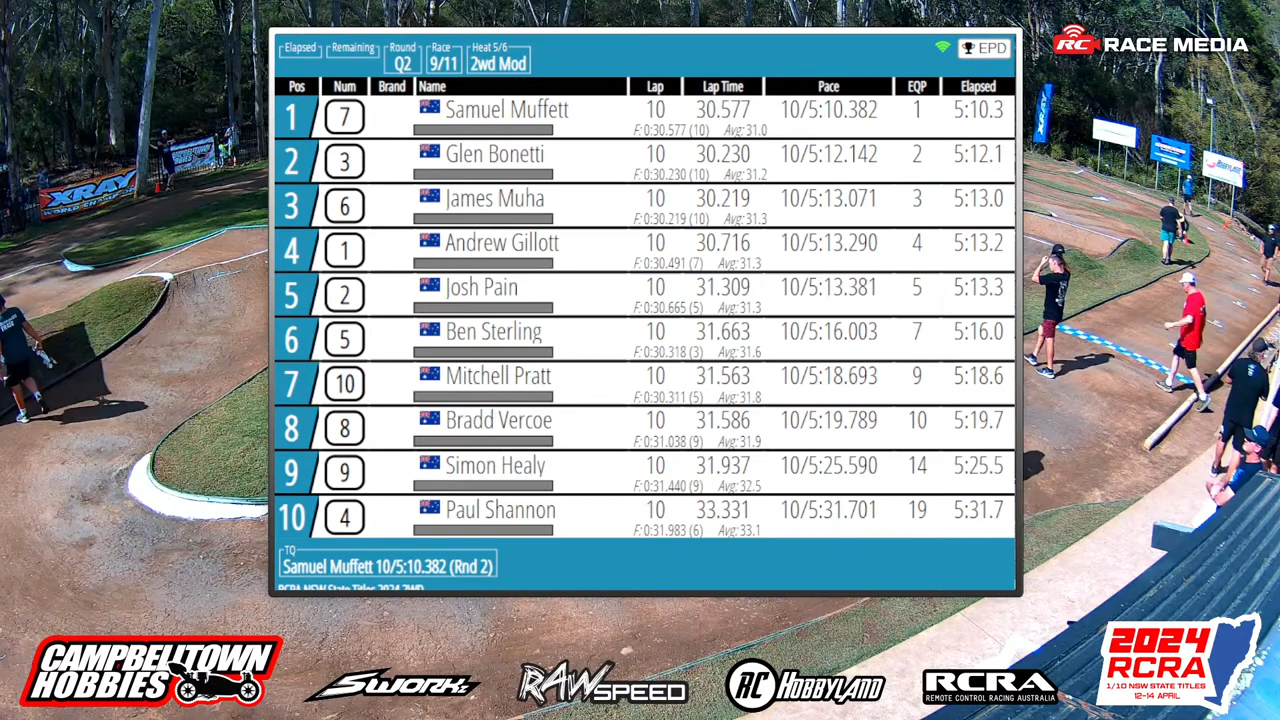 Elapsed Remaining Round Q2 Race 9/11 Heat 5/6 2wd Mod EPD
Pos Num Brand Name Lap Lap Time Pace EQP Elapsed
1 7 Samuel Muffett 10 30.577 10/5:10.382 1 5:10.3
F: 0:30.577 (10) Avg:31.0
2 3 Glen Bonetti 10 30.230 10/5:12.142 2 5:12.1
F: 0:30.230 (10) Avg:31.2
3 6 James Muha 10 30.219 10/5:13.071 3 5:13.0
F: 0:30.219 (10) Avg:31.3
4 1 Andrew Gillott 10 30.716 10/5:13.290 4 5:13.2
F: 0:30.491 (7) Avg:31.3
5 2 Josh Pain 10 31.309 10/5:13.381 5 5:13.3
F: 0:30.665 (5) Avg:31.3
6 5 Ben Sterling 10 31.663 10/5:16.003 7 5:16.0
F: 0:30.318 (3) Avg:31.6
7 10 Mitchell Pratt 10 31.563 10/5:18.693 9 5:18.6
F: 0:30.311 (5) Avg:31.8
8 8 Bradd Vercoe 10 31.586 10/5:19.789 10 5:19.7
F: 0:31.038 (9) Avg:31.9
9 9 Simon Healy 10 31.937 10/5:25.590 14 5:25.5
F: 0:31.440 (9) Avg:32.5
10 4 Paul Shannon 10 33.331 10/5:31.701 19 5:31.7
F: 0:31.983 (6) Avg:33.1
TQ
Samuel Muffett 10/5:10.382 (Rnd 2)
RCRA NSW State Titles 2024 2WD
RC RACE MEDIA
XRAY
WORLD CHAMPION
CAMPBELLTOWN
HOBBIES
SWORKz
RAW SPEED
RC HOBBYLAND
RCRA
REMOTE CONTROL RACING AUSTRALIA
2024
RCRA
1/10 NSW STATE TITLES
12-14 APRIL